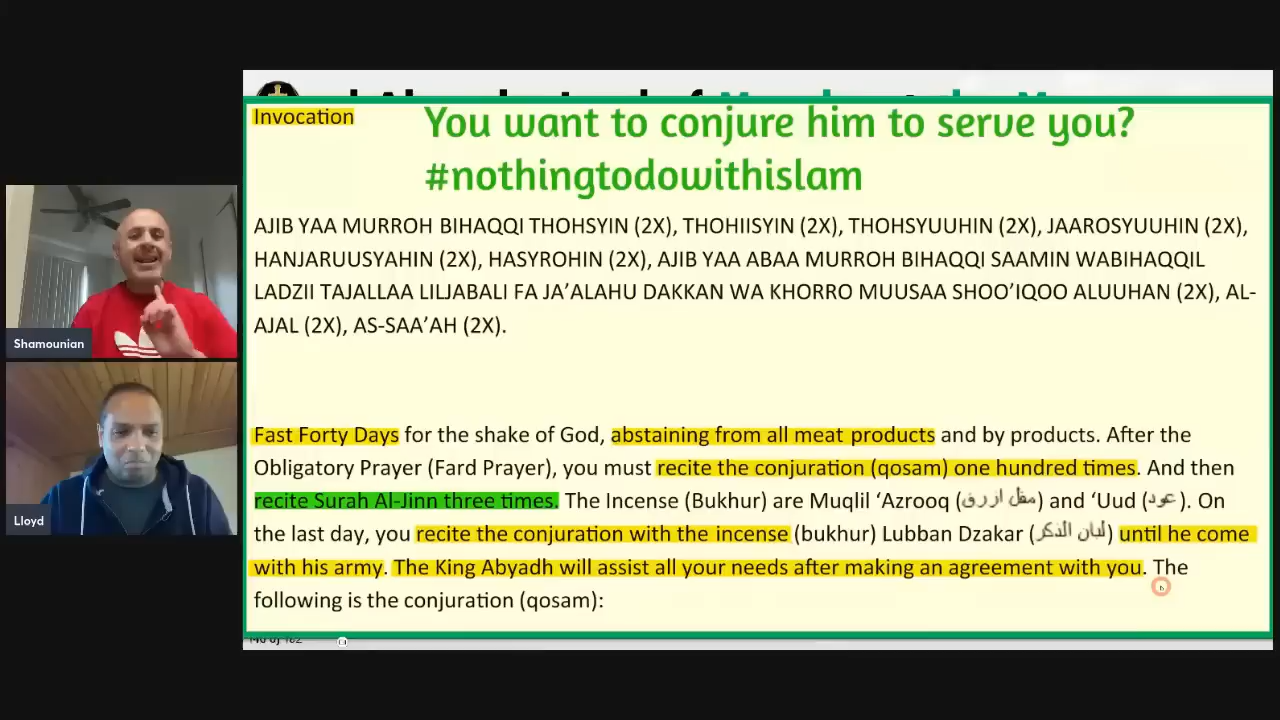 Invocation
You want to conjure him to serve you?
#nothingtodowithislam
AJIB YAA MURROH BIHAQQI THOHSYIN (2X), THOHIISYIN (2X), THOHSYUUHIN (2X), JAAROSYUUHIN (2X),
HANJARUUSYAHIN (2X), HASYROHIN (2X), AJIB YAA ABAA MURROH BIHAQQI SAAMIN WABIHAQQIL
LADZII TAJALLAA LILJABALI FA JA’ALAHU DAKKAN WA KHORRO MUUSAA SHOO’IQOO ALUUHAN (2X), AL-
AJAL (2X), AS-SAA’AH (2X).
Fast Forty Days for the shake of God, abstaining from all meat products and by products. After the
Obligatory Prayer (Fard Prayer), you must recite the conjuration (qosam) one hundred times. And then
recite Surah Al-Jinn three times. The Incense (Bukhur) are Muqlil ‘Azrooq (مقل اررق) and ‘Uud (عود). On
the last day, you recite the conjuration with the incense (bukhur) Lubban Dzakar (لبان الذكر) until he come
with his army. The King Abyadh will assist all your needs after making an agreement with you. The
following is the conjuration (qosam):
Shamounian
Lloyd